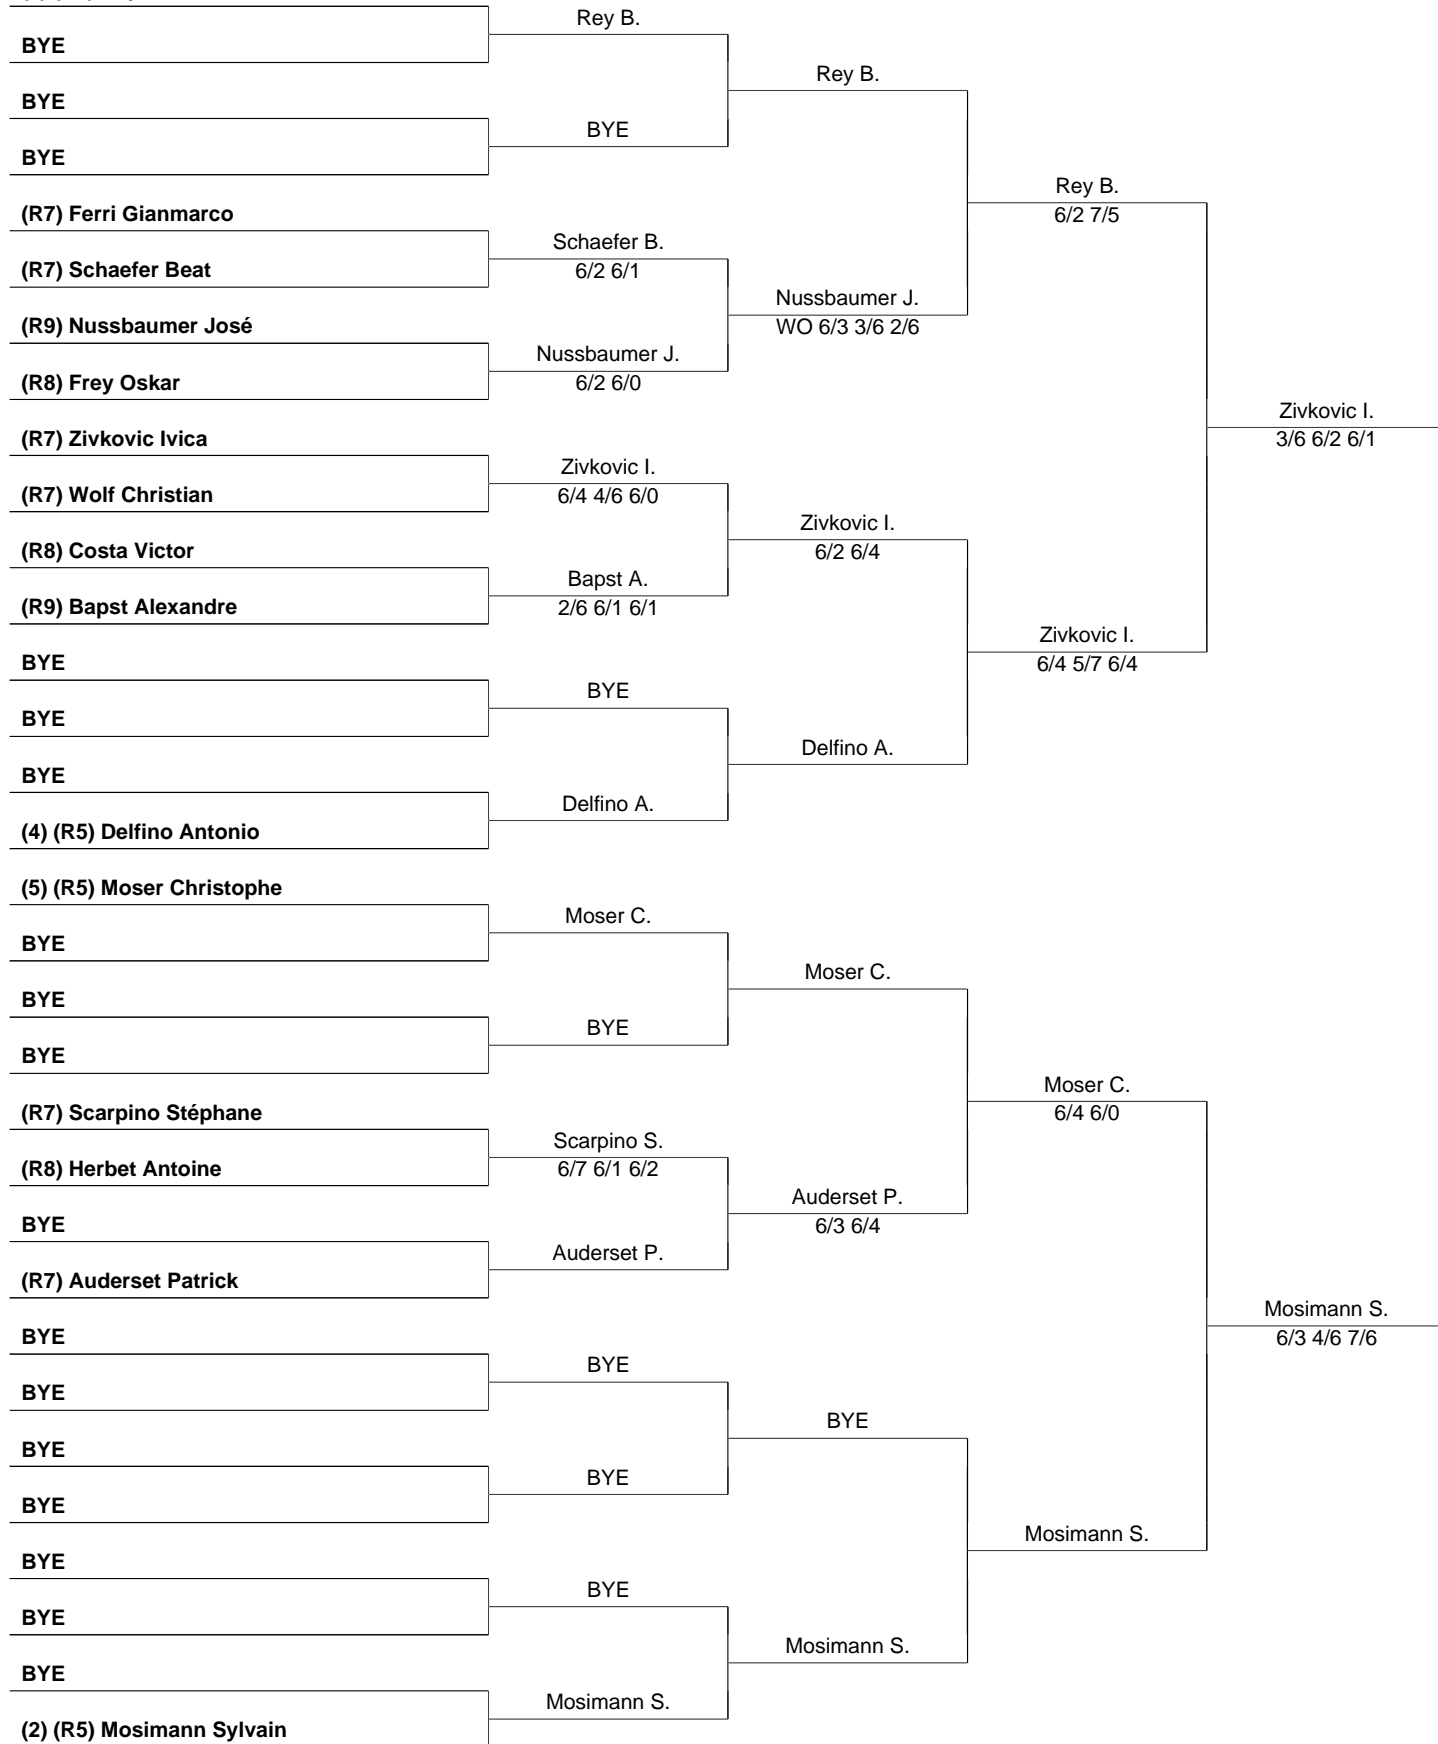 Rey B.
BYE
Rey B.
BYE
BYE
BYE
Rey B.
(R7) Ferri Gianmarco
6/2 7/5
Schaefer B.
(R7) Schaefer Beat
6/2 6/1
Nussbaumer J.
(R9) Nussbaumer José
WO 6/3 3/6 2/6
Nussbaumer J.
(R8) Frey Oskar
6/2 6/0
Zivkovic I.
(R7) Zivkovic Ivica
3/6 6/2 6/1
Zivkovic I.
(R7) Wolf Christian
6/4 4/6 6/0
Zivkovic I.
(R8) Costa Victor
6/2 6/4
Bapst A.
(R9) Bapst Alexandre
2/6 6/1 6/1
Zivkovic I.
BYE
6/4 5/7 6/4
BYE
BYE
Delfino A.
BYE
Delfino A.
(4) (R5) Delfino Antonio
(5) (R5) Moser Christophe
Moser C.
BYE
Moser C.
BYE
BYE
BYE
Moser C.
(R7) Scarpino Stéphane
6/4 6/0
Scarpino S.
(R8) Herbet Antoine
6/7 6/1 6/2
Auderset P.
BYE
6/3 6/4
Auderset P.
(R7) Auderset Patrick
Mosimann S.
BYE
6/3 4/6 7/6
BYE
BYE
BYE
BYE
BYE
BYE
Mosimann S.
BYE
BYE
BYE
Mosimann S.
BYE
Mosimann S.
(2) (R5) Mosimann Sylvain